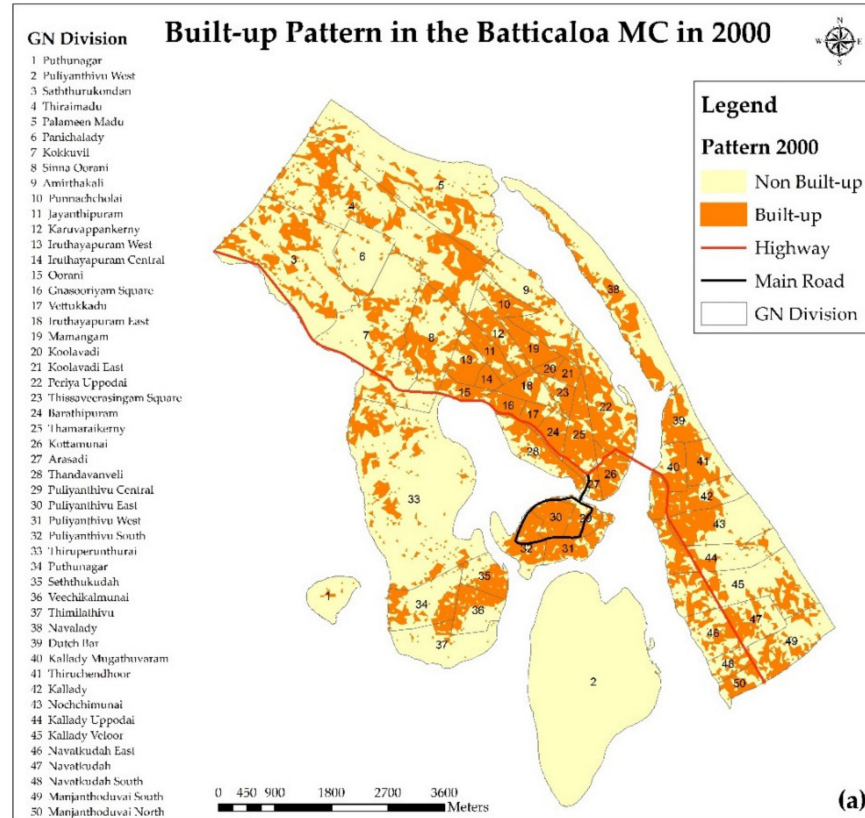 Built-up Pattern in the Batticaloa MC in 2000
GN Division
1 Puthunagar
2 Puliyanthivu West
3 Saththurukondan
4 Thiraimadu
5 Palameen Madu
6 Panichalady
7 Kokkuvil
8 Sinna Oorani
9 Amirthakali
10 Punnachcholai
11 Jayanthipuram
12 Karuvappankerny
13 Iruthayapuram West
14 Iruthayapuram Central
15 Oorani
16 Gnasooriyam Square
17 Vettukkadu
18 Iruthayapuram East
19 Mamangam
20 Koolavadi
21 Koolavadi East
22 Periya Uppodai
23 Thissaveerasingam Square
24 Barathipuram
25 Thamaraikerny
26 Kottamunai
27 Arasadi
28 Thandavanveli
29 Puliyanthivu Central
30 Puliyanthivu East
31 Puliyanthivu West
32 Puliyanthivu South
33 Thiruperunthurai
34 Puthunagar
35 Seththukudah
36 Veechikalmunai
37 Thimilathivu
38 Navalady
39 Dutch Bar
40 Kallady Mugathuvaram
41 Thiruchendhoor
42 Kallady
43 Nochchimunai
44 Kallady Uppodai
45 Kallady Veloor
46 Navatkudah East
47 Navatkudah
48 Navatkudah South
49 Manjanthoduvai South
50 Manjanthoduvai North
N
W E
S
Legend
Pattern 2000
Non Built-up
Built-up
Highway
Main Road
GN Division
5
4
3
6
38
9
10
7
8
12
11
19
13
14
20
21
18
23
15
16
17
22
24
25
28
39
27
26
40
41
42
33
30
29
43
32
31
44
35
45
1
34
36
47
46
37
49
48
2
50
0 450 900 1800 2700 3600
Meters
(a)